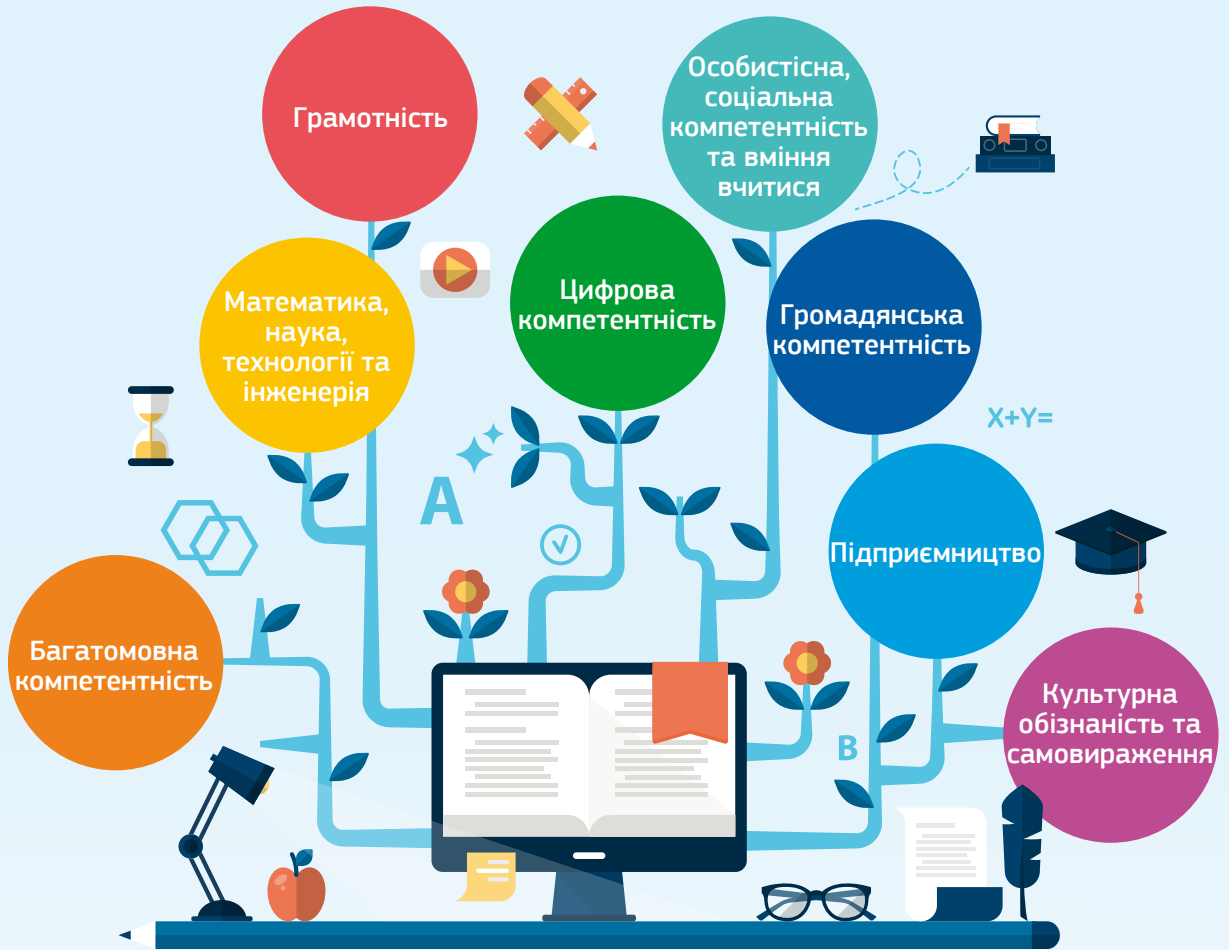 Грамотність
Особистісна,
соціальна
компетентність
та вміння
вчитися
Математика,
наука,
технології та
інженерія
Цифрова
компетентність
Громадянська
компетентність
X+Y=
A
Підприємництво
Багатомовна
компетентність
Культурна
обізнаність та
самовираження
B